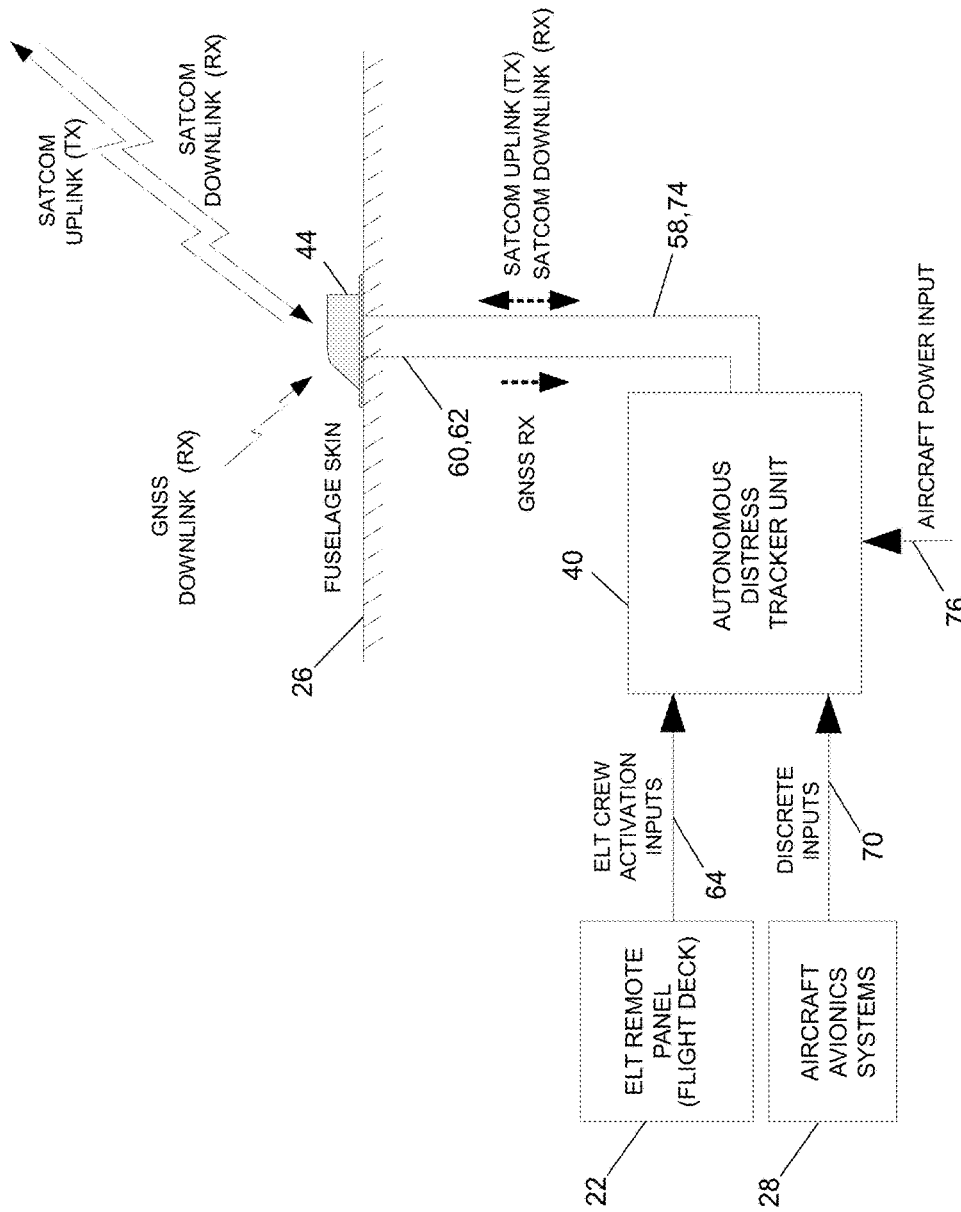 SATCOM
UPLINK (TX)
SATCOM
DOWNLINK (RX)
GNSS
DOWNLINK (RX)
44
FUSELAGE SKIN
26
60,62
GNSS RX
SATCOM UPLINK (TX)
SATCOM DOWNLINK (RX)
58,74
40
AUTONOMOUS
DISTRESS
TRACKER UNIT
AIRCRAFT POWER INPUT
76
ELT CREW
ACTIVATION
INPUTS
64
DISCRETE
INPUTS
70
ELT REMOTE
PANEL
(FLIGHT DECK)
22
AIRCRAFT
AVIONICS
SYSTEMS
28